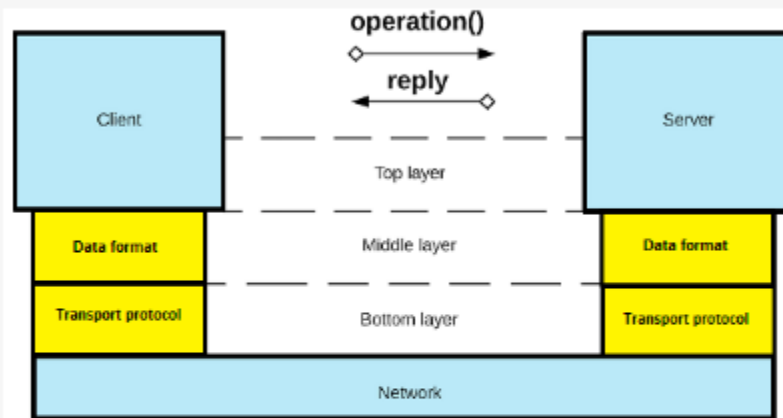 operation()
reply
Client
Server
Top layer
Data format
Middle layer
Data format
Transport protocol
Bottom layer
Transport protocol
Network